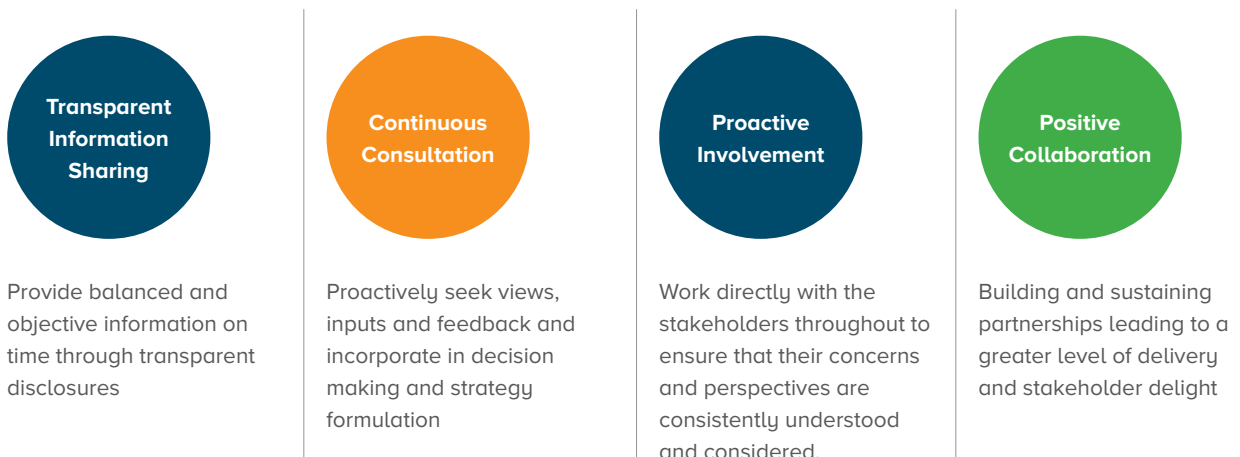 Transparent
Information
Sharing
Provide balanced and
objective information on
time through transparent
disclosures
Continuous
Consultation
Proactively seek views,
inputs and feedback and
incorporate in decision
making and strategy
formulation
Proactive
Involvement
Work directly with the
stakeholders throughout to
ensure that their concerns
and perspectives are
consistently understood
and considered.
Positive
Collaboration
Building and sustaining
partnerships leading to a
greater level of delivery
and stakeholder delight